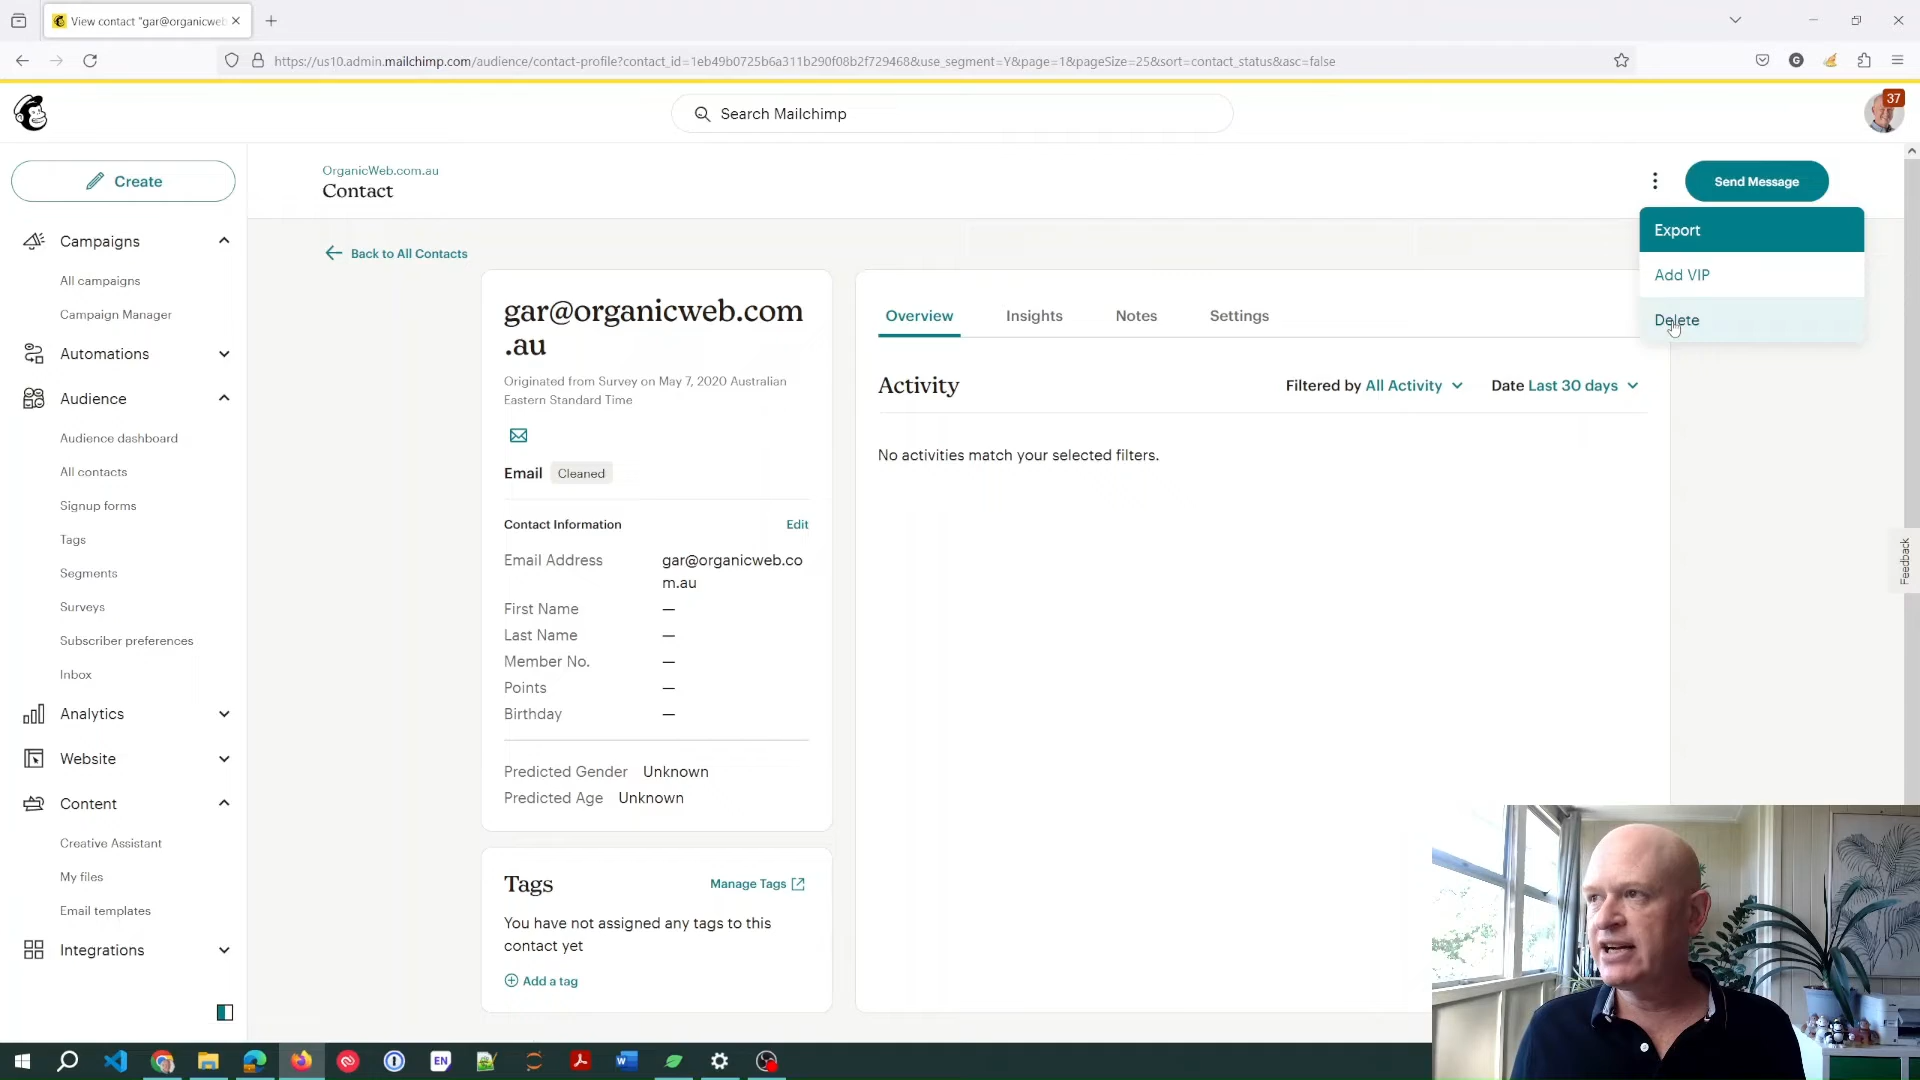 View contact "gar@organicweb
https://us10.admin.mailchimp.com/audience/contact-profile?contact_id=1eb49b0725b6a311b290f08b2f729468&use_segment=Y&page=1&pageSize=25&sort=contact_status&asc=false
Search Mailchimp
37
Create
OrganicWeb.com.au
Contact
Send Message
Export
Add VIP
Delete
Back to All Contacts
Campaigns
All campaigns
Campaign Manager
Automations
Audience
Audience dashboard
All contacts
Signup forms
Tags
Segments
Surveys
Subscriber preferences
Inbox
Analytics
Website
Content
Creative Assistant
My files
Email templates
Integrations
gar@organicweb.com
.au
Originated from Survey on May 7, 2020 Australian
Eastern Standard Time
Email Cleaned
Contact Information Edit
Email Address gar@organicweb.co
m.au
First Name —
Last Name —
Member No. —
Points —
Birthday —
Predicted Gender Unknown
Predicted Age Unknown
Tags Manage Tags
You have not assigned any tags to this
contact yet
Add a tag
Overview Insights Notes Settings
Activity Filtered by All Activity Date Last 30 days
No activities match your selected filters.
Feedback
EN